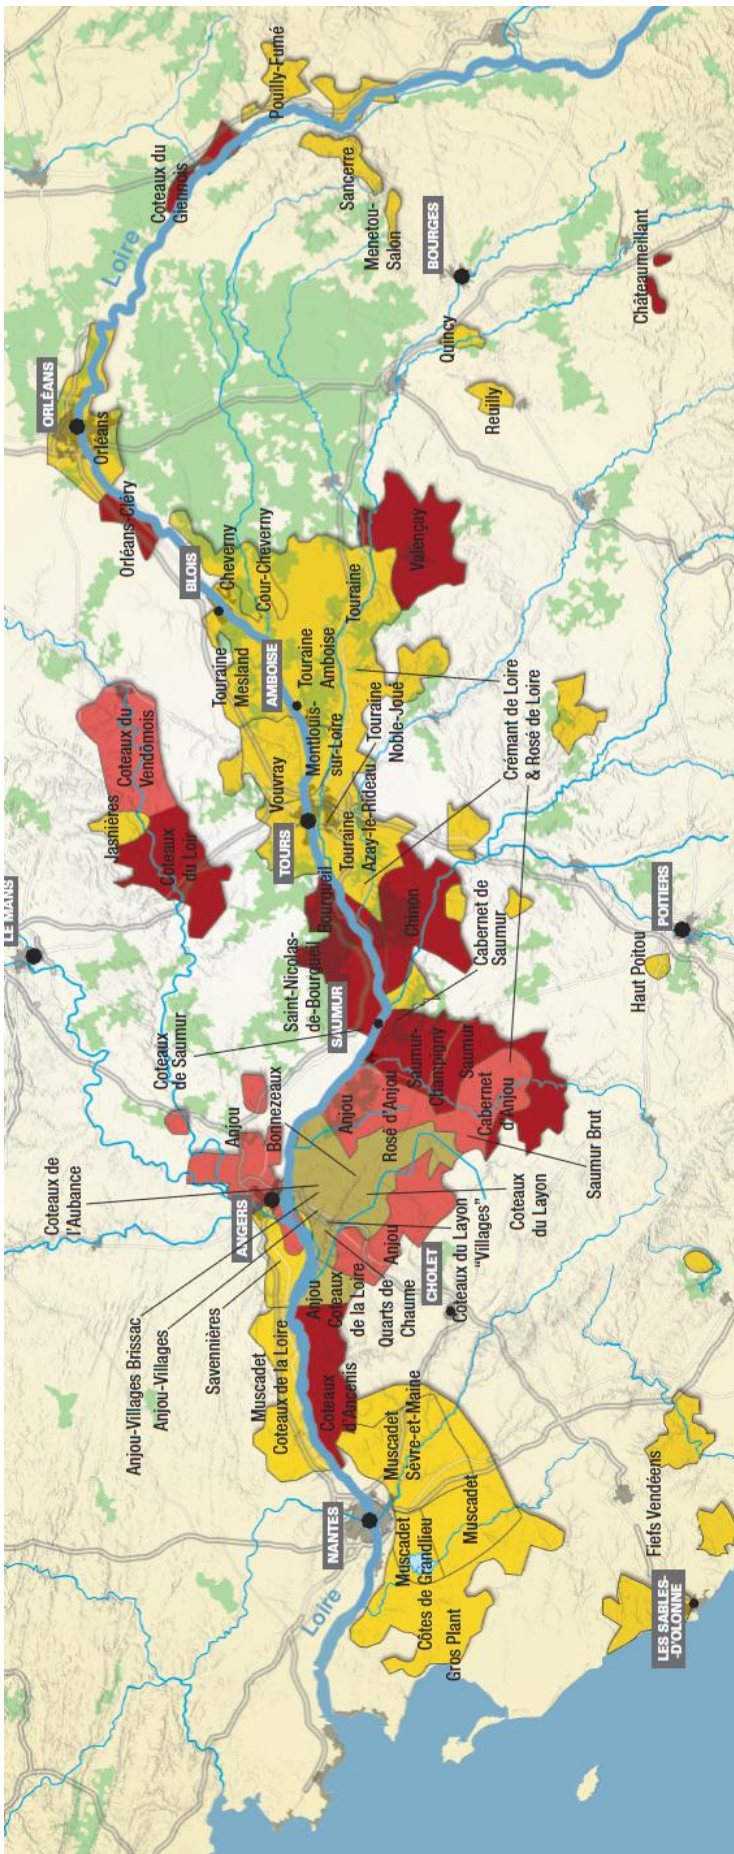 LE MANS
ORLÉANS
Orléans
Orléans-Cléry
Loire
Coteaux du
Giennois
Pouilly-Fumé
Sancerre
Menetou-
Salon
BOURGES
Quincy
Reuilly
Châteaumeillant
BLOIS
Cheverny
Cour-Cheverny
Touraine
Mesland
AMBOISE
Touraine
Amboise
Touraine
Valençay
Coteaux du
Vendômois
Jasnières
Coteaux
du Loir
Vouvray
Montlouis-
sur-Loire
TOURS
Touraine
Noble-Joué
Touraine
Azay-le-Rideau
Crémant de Loire
& Rosé de Loire
Bourgueil
Saint-Nicolas-
de-Bourgueil
Chinon
SAUMUR
Cabernet de
Saumur
Haut Poitou
POITIERS
Coteaux
de Saumur
Saumur-
Champigny
Saumur
Cabernet
d'Anjou
Saumur Brut
Anjou
Bonnezeaux
Anjou
Rosé d'Anjou
Coteaux de
l'Aubance
ANGERS
Coteaux
du Layon
Coteaux du Layon
"Villages"
Anjou
Quarts de
Chaume
CHOLET
Anjou
Coteaux
de la Loire
Anjou-Villages Brissac
Anjou-Villages
Savennières
Muscadet
Coteaux de la Loire
Coteaux
d'Ancenis
NANTES
Loire
Muscadet
Sèvre-et-Maine
Muscadet
Muscadet
Côtes de Grandlieu
Gros Plant
Fiefs Vendéens
LES SABLES-
-D'OLONNE